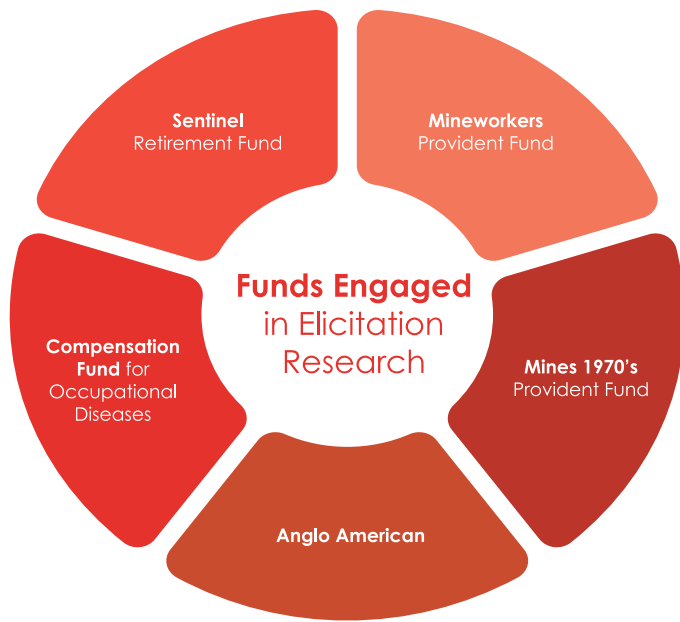 Sentinel
Retirement Fund
Mineworkers
Provident Fund
Funds Engaged
in Elicitation
Research
Compensation
Fund for
Occupational
Diseases
Mines 1970's
Provident Fund
Anglo American